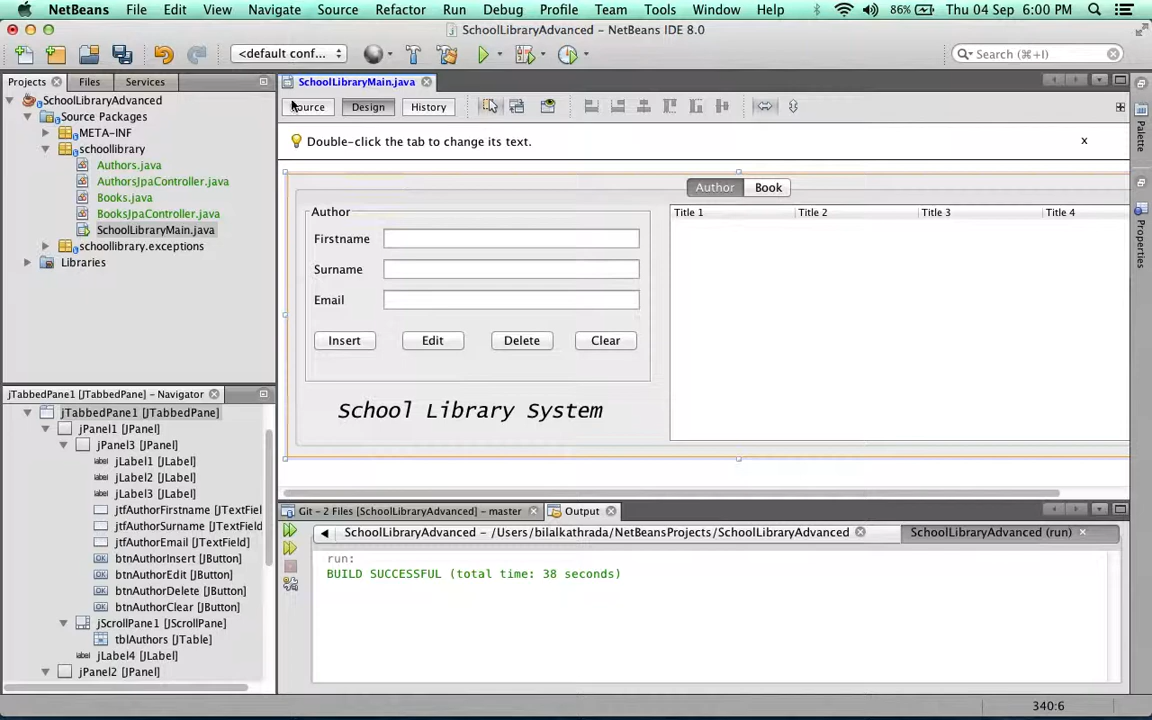 NetBeans File Edit View Navigate Source Refactor Run Debug Profile Team Tools Window Help 86% Thu 04 Sep 6:00 PM
SchoolLibraryAdvanced - NetBeans IDE 8.0
<default conf... Search (⌘+I)
Projects Files Services
SchoolLibraryAdvanced
Source Packages
META-INF
schoollibrary
Authors.java
AuthorsJpaController.java
Books.java
BooksJpaController.java
SchoolLibraryMain.java
schoollibrary.exceptions
Libraries
jTabbedPane1 [JTabbedPane] - Navigator
jTabbedPane1 [JTabbedPane]
jPanel1 [JPanel]
jPanel3 [JPanel]
jLabel1 [JLabel]
jLabel2 [JLabel]
jLabel3 [JLabel]
jtfAuthorFirstname [JTextField
jtfAuthorSurname [JTextField
jtfAuthorEmail [JTextField]
btnAuthorInsert [JButton]
btnAuthorEdit [JButton]
btnAuthorDelete [JButton]
btnAuthorClear [JButton]
jScrollPane1 [JScrollPane]
tblAuthors [JTable]
jLabel4 [JLabel]
jPanel2 [JPanel]
SchoolLibraryMain.java
Design History
Double-click the tab to change its text. x
Author Book
Author
Firstname
Surname
Email
Insert Edit Delete Clear
School Library System
Title 1 Title 2 Title 3 Title 4
Palette
Properties
Git - 2 Files [SchoolLibraryAdvanced] - master Output
SchoolLibraryAdvanced - /Users/bilalkathrada/NetBeansProjects/SchoolLibraryAdvanced SchoolLibraryAdvanced (run)
run:
BUILD SUCCESSFUL (total time: 38 seconds)
340:6